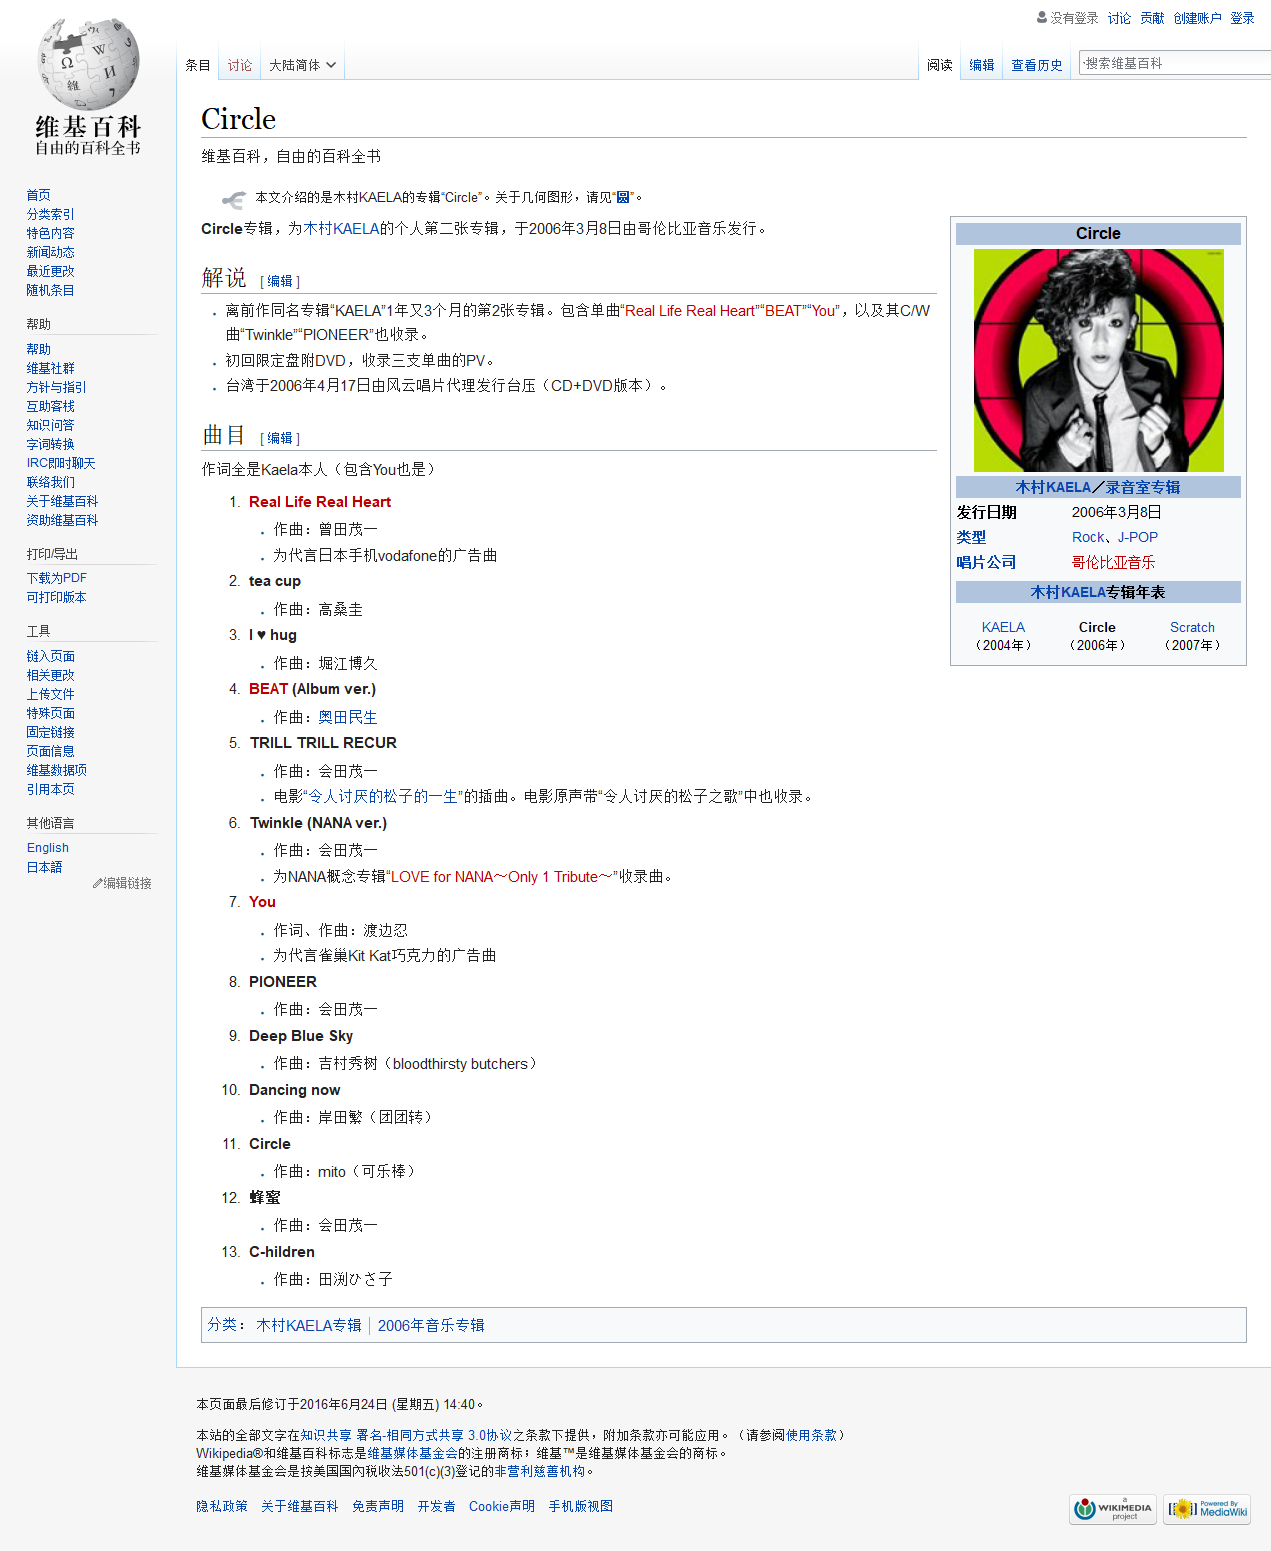 没有登录 讨论 贡献 创建账户 登录
条目 讨论 大陆简体 阅读 编辑 查看历史 搜索维基百科
维基百科
自由的百科全书
首页
分类索引
特色内容
新闻动态
最近更改
随机条目
帮助
帮助
维基社群
方针与指引
互助客栈
知识问答
字词转换
IRC即时聊天
联络我们
关于维基百科
资助维基百科
打印/导出
下载为PDF
可打印版本
工具
链入页面
相关更改
上传文件
特殊页面
固定链接
页面信息
维基数据项
引用本页
其他语言
English
日本語
编辑链接
Circle
维基百科，自由的百科全书
本文介绍的是木村KAELA的专辑“Circle”。关于几何图形，请见“圆”。
Circle专辑，为木村KAELA的个人第二张专辑，于2006年3月8日由哥伦比亚音乐发行。
解说 [ 编辑 ]
离前作同名专辑“KAELA”1年又3个月的第2张专辑。包含单曲“Real Life Real Heart”“BEAT”“You”，以及其C/W
曲“Twinkle”“PIONEER”也收录。
初回限定盘附DVD，收录三支单曲的PV。
台湾于2006年4月17日由风云唱片代理发行台压（CD+DVD版本）。
曲目 [ 编辑 ]
作词全是Kaela本人（包含You也是）
1. Real Life Real Heart
作曲：曾田茂一
为代言日本手机vodafone的广告曲
2. tea cup
作曲：高桑圭
3. I ♥ hug
作曲：堀江博久
4. BEAT (Album ver.)
作曲：奥田民生
5. TRILL TRILL RECUR
作曲：会田茂一
电影“令人讨厌的松子的一生”的插曲。电影原声带“令人讨厌的松子之歌”中也收录。
6. Twinkle (NANA ver.)
作曲：会田茂一
为NANA概念专辑“LOVE for NANA～Only 1 Tribute～”收录曲。
7. You
作词、作曲：渡边忍
为代言雀巢Kit Kat巧克力的广告曲
8. PIONEER
作曲：会田茂一
9. Deep Blue Sky
作曲：吉村秀树（bloodthirsty butchers）
10. Dancing now
作曲：岸田繁（团团转）
11. Circle
作曲：mito（可乐棒）
12. 蜂蜜
作曲：会田茂一
13. C-hildren
作曲：田渕ひさ子
Circle
木村KAELA／录音室专辑
发行日期 2006年3月8日
类型 Rock、J-POP
唱片公司 哥伦比亚音乐
木村KAELA专辑年表
KAELA Circle Scratch
（2004年） （2006年） （2007年）
分类： 木村KAELA专辑 2006年音乐专辑
本页面最后修订于2016年6月24日 (星期五) 14:40。
本站的全部文字在知识共享 署名-相同方式共享 3.0协议之条款下提供，附加条款亦可能应用。（请参阅使用条款）
Wikipedia®和维基百科标志是维基媒体基金会的注册商标；维基™是维基媒体基金会的商标。
维基媒体基金会是按美国国內税收法501(c)(3)登记的非营利慈善机构。
隐私政策 关于维基百科 免责声明 开发者 Cookie声明 手机版视图
a
WIKIMEDIA
project
Powered By
MediaWiki